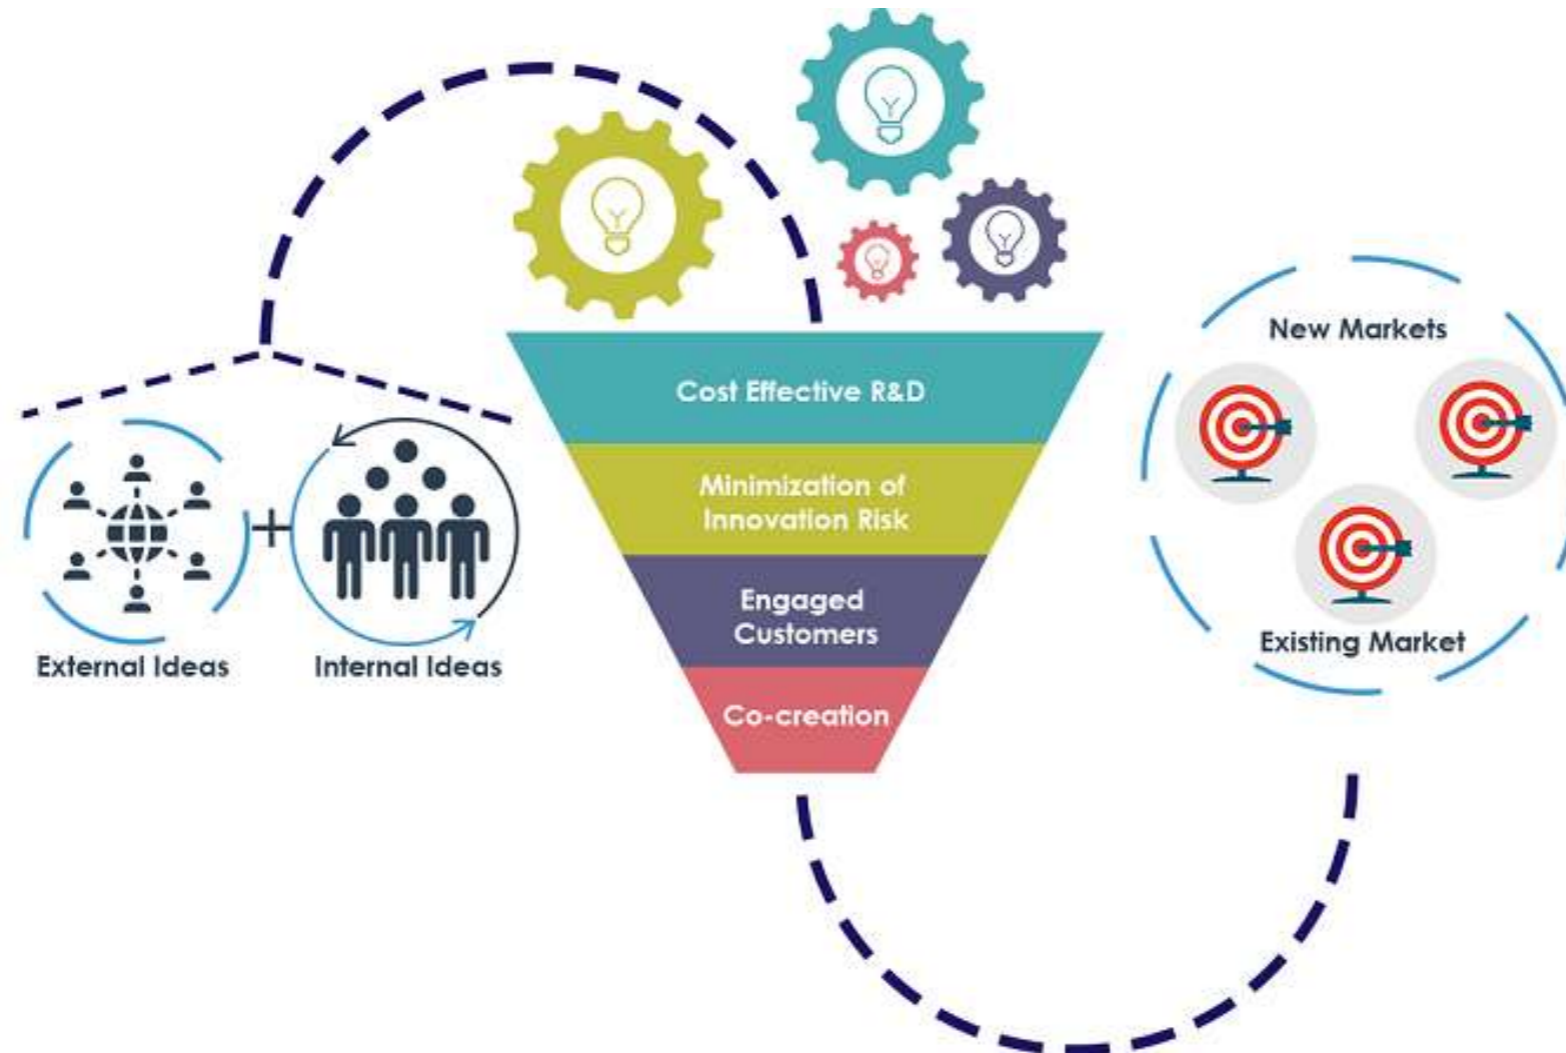 External Ideas
Internal Ideas
Cost Effective R&D
Minimization of
Innovation Risk
Engaged
Customers
Co-creation
New Markets
Existing Market